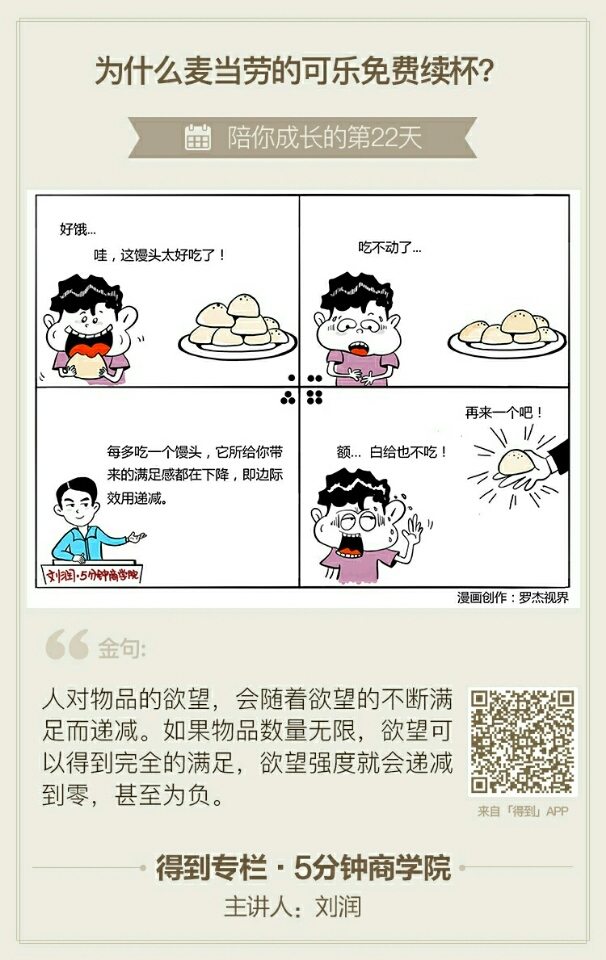 为什么麦当劳的可乐免费续杯？
陪你成长的第22天
好饿...
哇，这馒头太好吃了！
吃不动了...
每多吃一个馒头，它所给你带
来的满足感都在下降，即边际
效用递减。
刘润·5分钟商学院
再来一个吧！
额... 白给也不吃！
漫画创作：罗杰视界
金句:
人对物品的欲望，会随着欲望的不断满
足而递减。如果物品数量无限，欲望可
以得到完全的满足，欲望强度就会递减
到零，甚至为负。
来自「得到」APP
得到专栏·5分钟商学院
主讲人：刘润